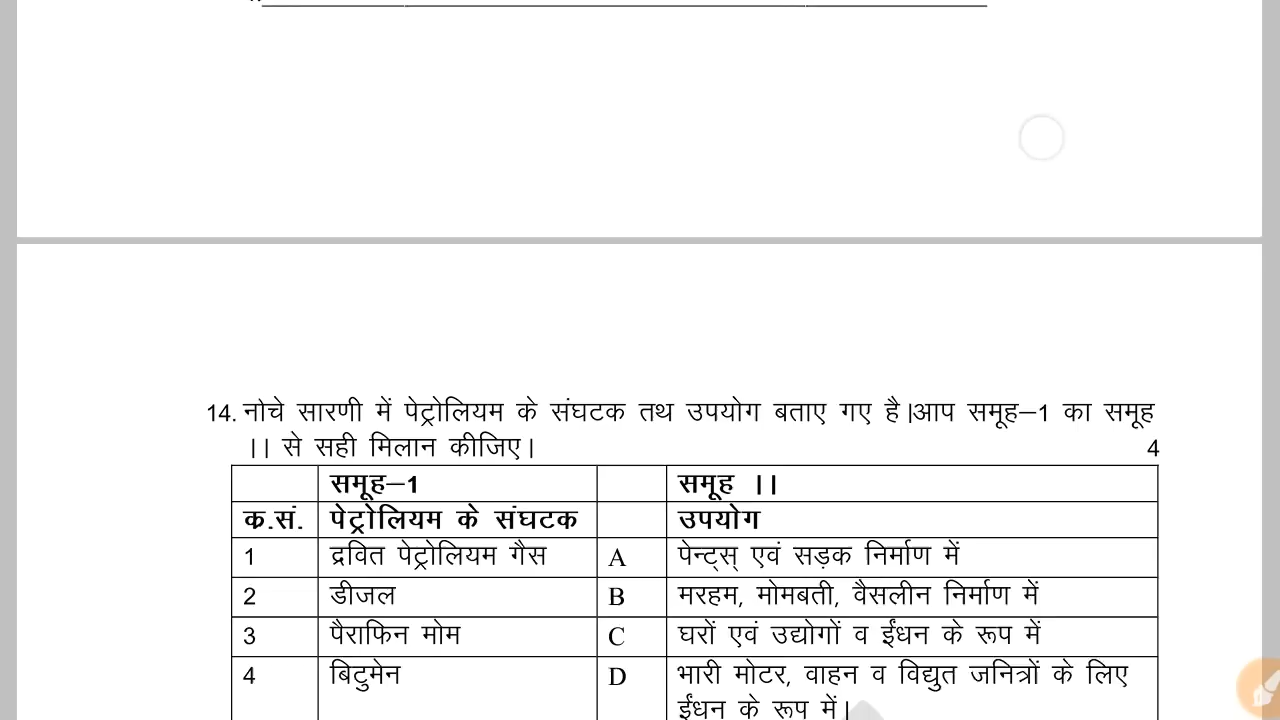 14. नीचे सारणी में पेट्रोलियम के संघटक तथ उपयोग बताए गए है।आप समूह–1 का समूह
।। से सही मिलान कीजिए। 4
समूह–1 समूह ।।
क.सं. पेट्रोलियम के संघटक उपयोग
1 द्रवित पेट्रोलियम गैस A पेन्ट्स् एवं सड़क निर्माण में
2 डीजल B मरहम, मोमबती, वैसलीन निर्माण में
3 पैराफिन मोम C घरों एवं उद्योगों व ईंधन के रूप में
4 बिटुमेन D भारी मोटर, वाहन व विद्युत जनित्रों के लिए
ईंधन के रूप में।